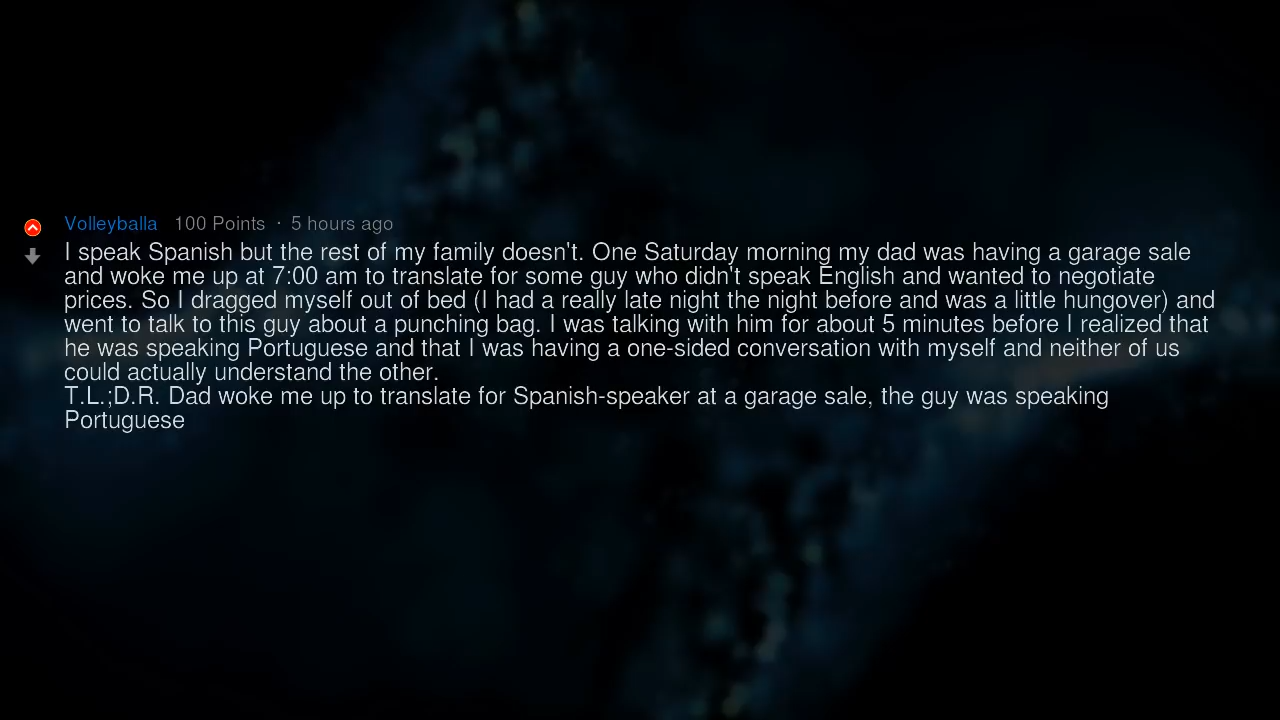 Volleyballa 100 Points · 5 hours ago
I speak Spanish but the rest of my family doesn't. One Saturday morning my dad was having a garage sale
and woke me up at 7:00 am to translate for some guy who didn't speak English and wanted to negotiate
prices. So I dragged myself out of bed (I had a really late night the night before and was a little hungover) and
went to talk to this guy about a punching bag. I was talking with him for about 5 minutes before I realized that
he was speaking Portuguese and that I was having a one-sided conversation with myself and neither of us
could actually understand the other.
T.L.;D.R. Dad woke me up to translate for Spanish-speaker at a garage sale, the guy was speaking
Portuguese